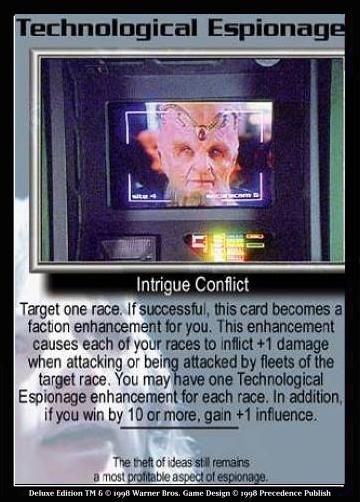 Technological Espionage
site 4
securecam 5
Intrigue Conflict
Target one race. If successful, this card becomes a
faction enhancement for you. This enhancement
causes each of your races to inflict +1 damage
when attacking or being attacked by fleets of the
target race. You may have one Technological
Espionage enhancement for each race. In addition,
if you win by 10 or more, gain +1 influence.
The theft of ideas still remains
a most profitable aspect of espionage.
Deluxe Edition TM & © 1998 Warner Bros. Game Design © 1998 Precedence Publish